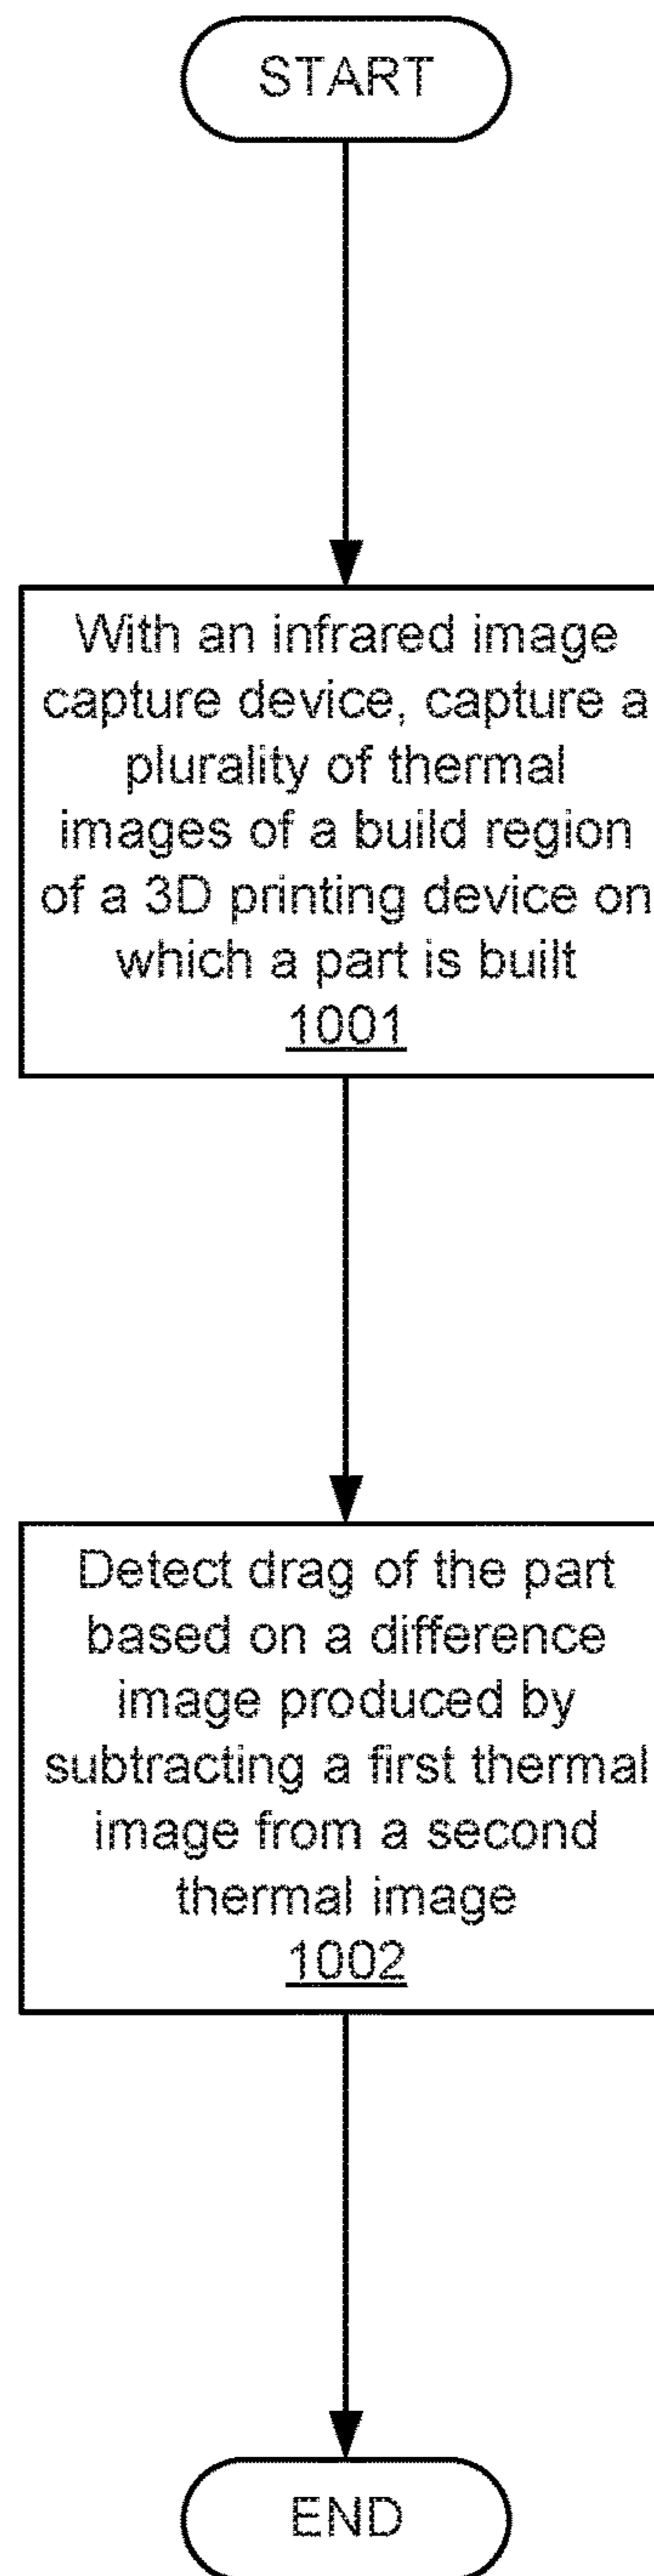 START
With an infrared image
capture device, capture a
plurality of thermal
images of a build region
of a 3D printing device on
which a part is built
1001
Detect drag of the part
based on a difference
image produced by
subtracting a first thermal
image from a second
thermal image
1002
END